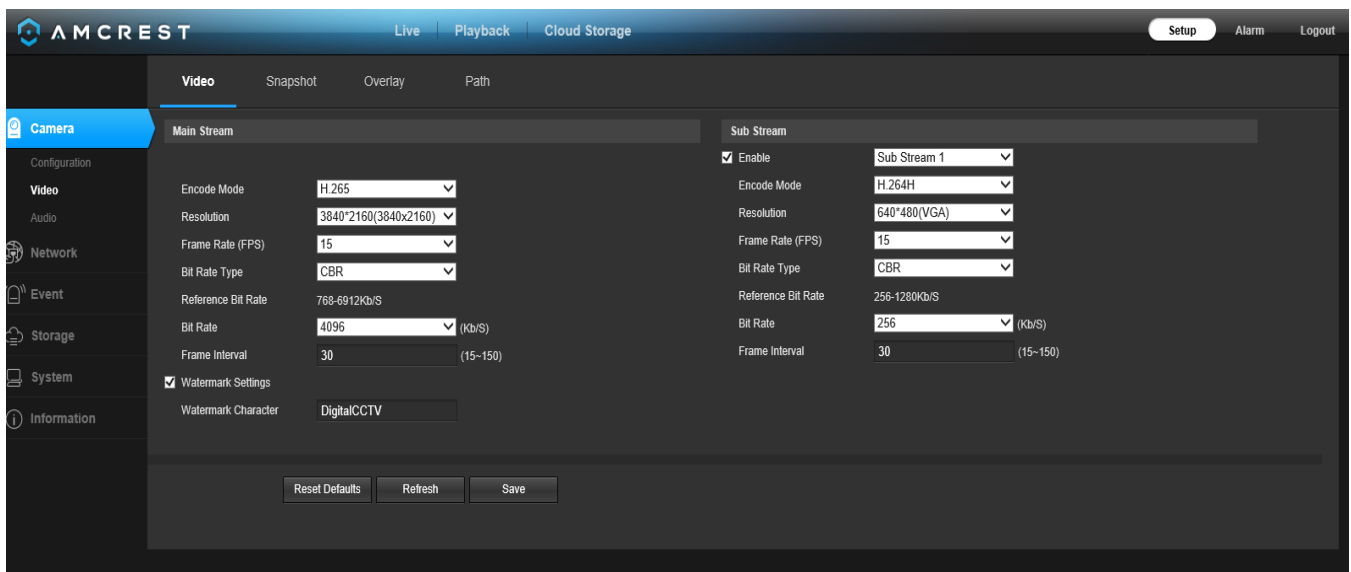 AMCREST Live Playback Cloud Storage Setup Alarm Logout
Video Snapshot Overlay Path
Camera
Configuration
Video
Audio
Network
Event
Storage
System
Information
Main Stream
Encode Mode H.265
Resolution 3840*2160(3840x2160)
Frame Rate (FPS) 15
Bit Rate Type CBR
Reference Bit Rate 768-6912Kb/S
Bit Rate 4096 (Kb/S)
Frame Interval 30 (15~150)
Watermark Settings
Watermark Character DigitalCCTV
Sub Stream
Enable Sub Stream 1
Encode Mode H.264H
Resolution 640*480(VGA)
Frame Rate (FPS) 15
Bit Rate Type CBR
Reference Bit Rate 256-1280Kb/S
Bit Rate 256 (Kb/S)
Frame Interval 30 (15~150)
Reset Defaults Refresh Save